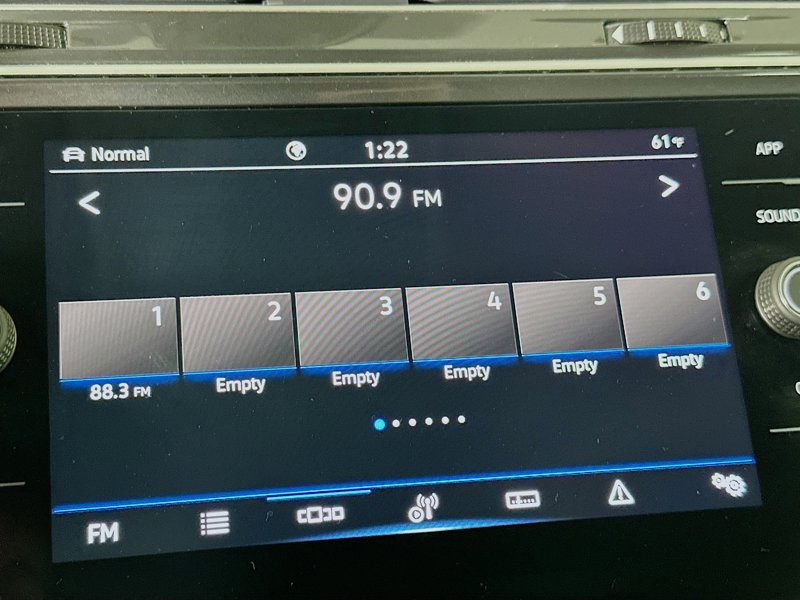 Normal 1:22 61°F
APP
90.9 FM
SOUND
1 2 3 4 5 6
88.3 FM Empty Empty Empty Empty Empty
FM